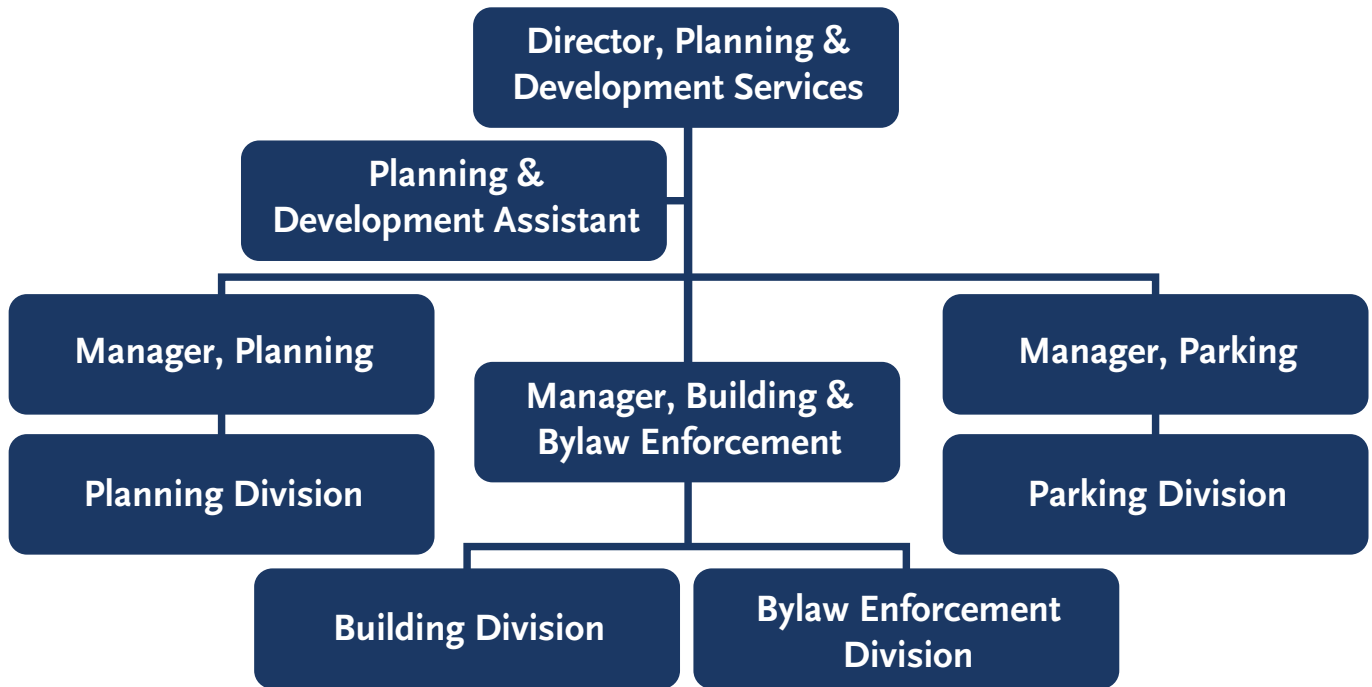 Director, Planning &
Development Services
Planning &
Development Assistant
Manager, Planning
Manager, Building &
Bylaw Enforcement
Manager, Parking
Planning Division
Parking Division
Building Division
Bylaw Enforcement
Division